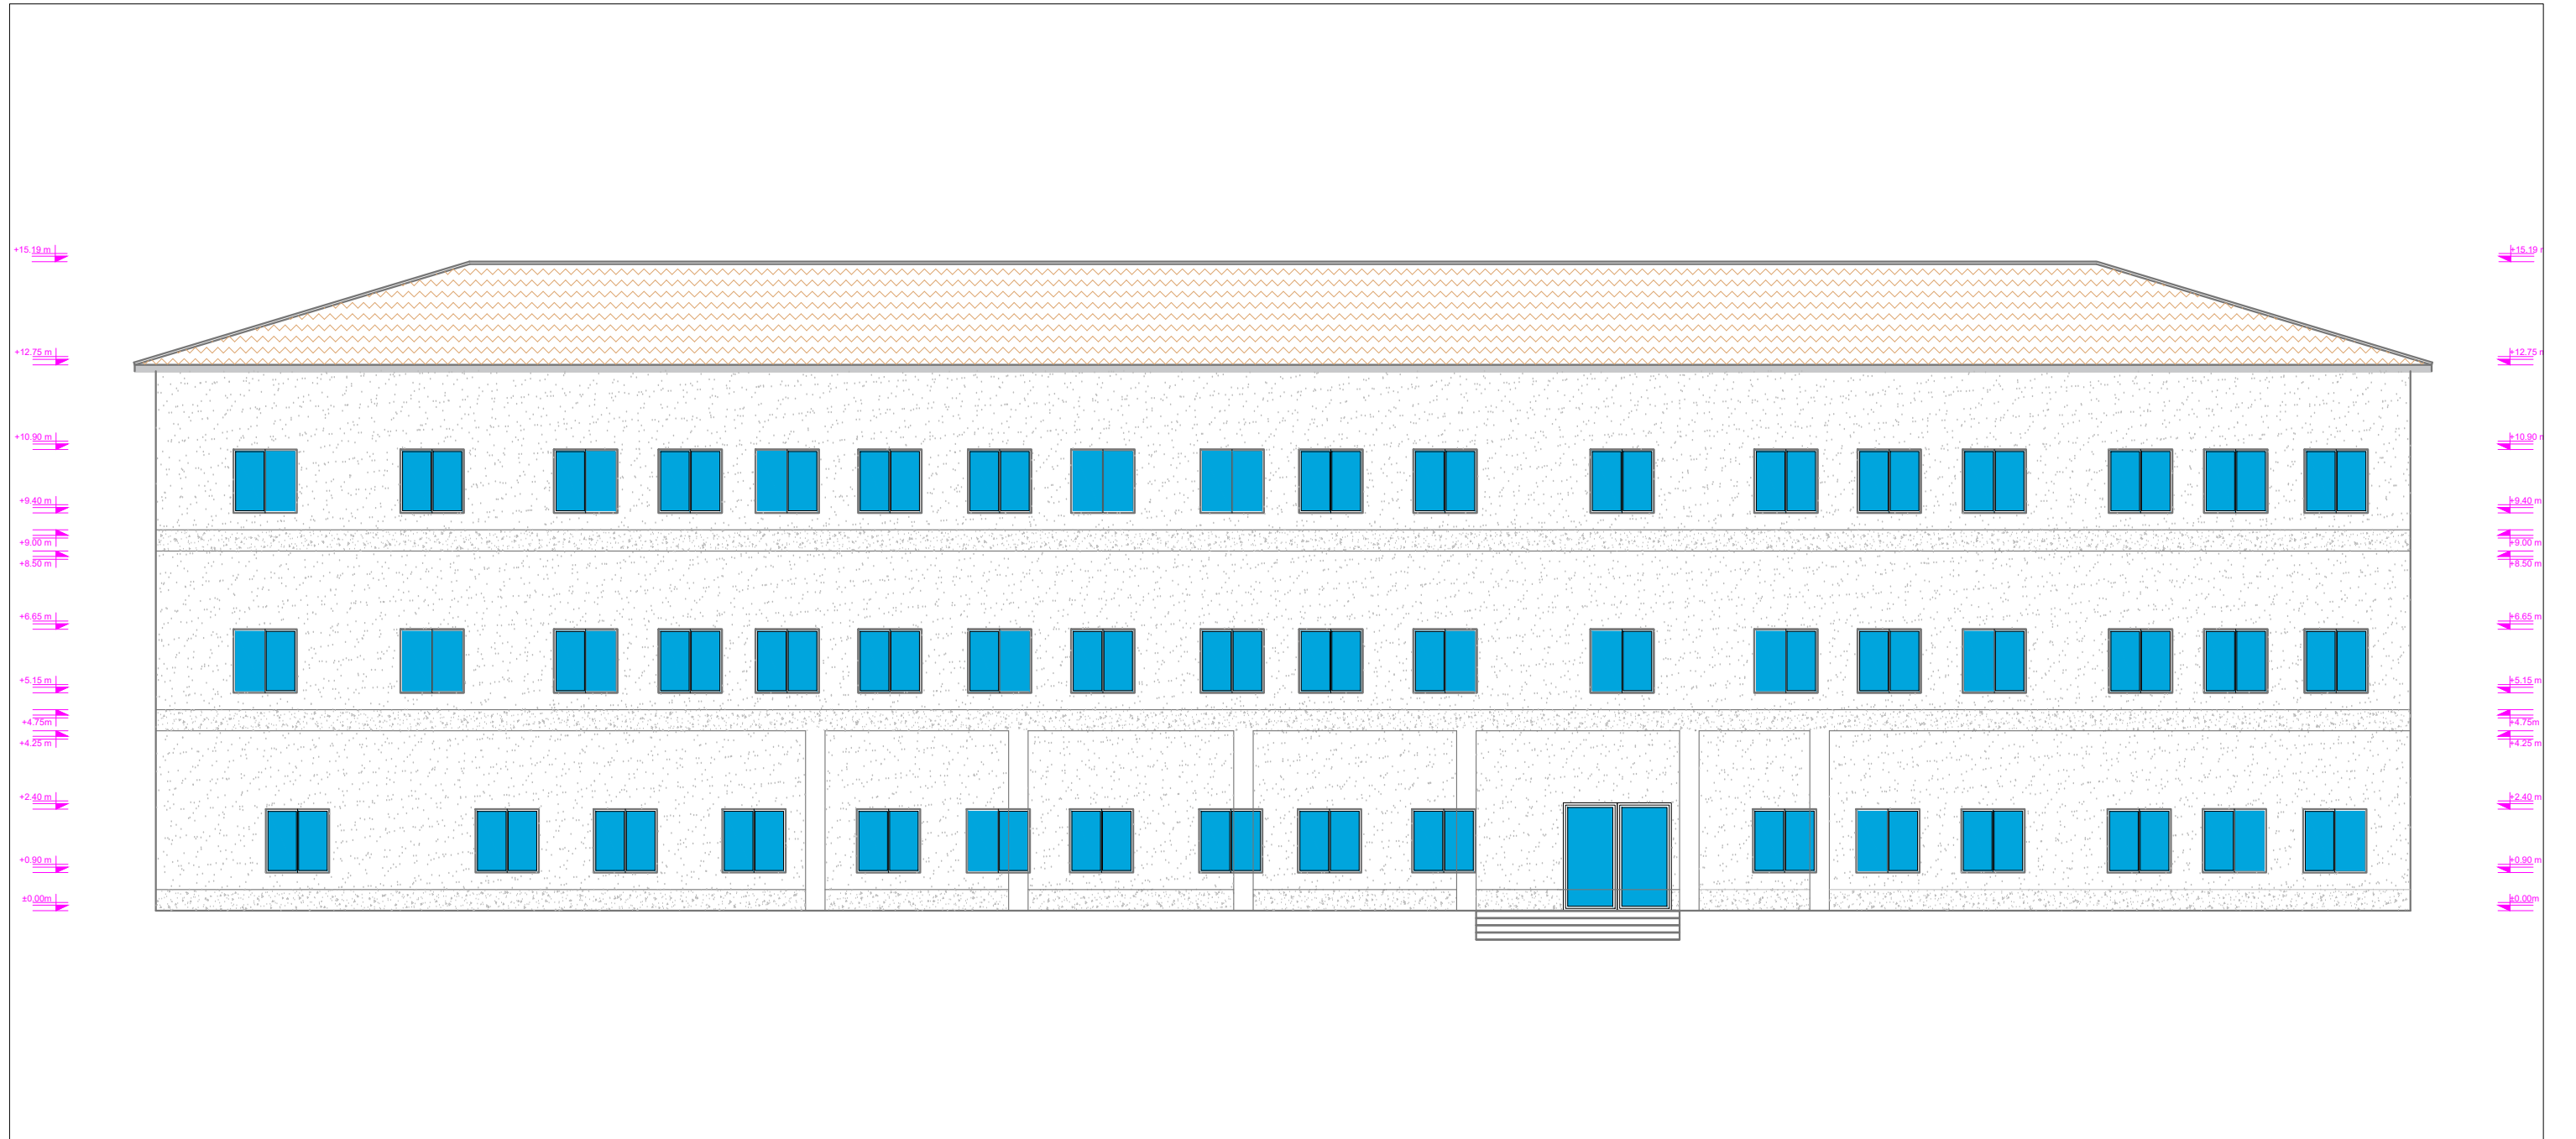 +15.19 m
+12.75 m
+10.90 m
+9.40 m
+9.00 m
+8.50 m
+6.65 m
+5.15 m
+4.75m
+4.25 m
+2.40 m
+0.90 m
±0,00m
+15.19 m
+12.75 m
+10.90 m
+9.40 m
+9.00 m
+8.50 m
+6.65 m
+5.15 m
+4.75m
+4.25 m
+2.40 m
+0.90 m
±0.00m